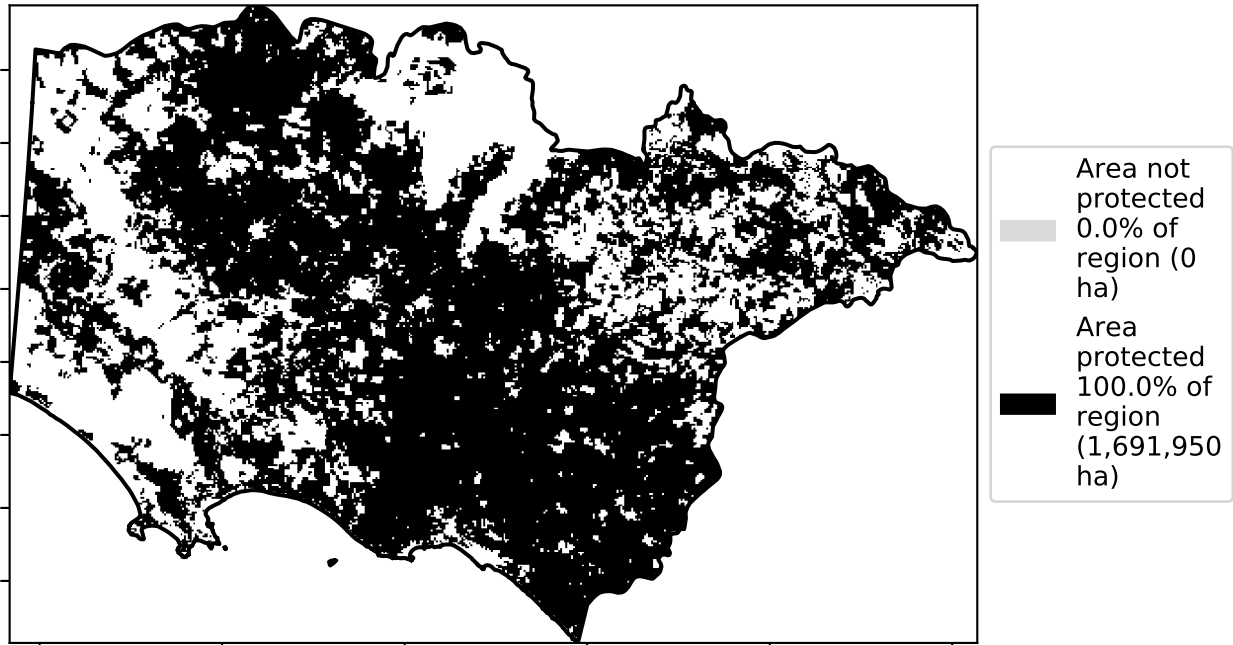 Area not
protected
0.0% of
region (0
ha)
Area
protected
100.0% of
region
(1,691,950
ha)